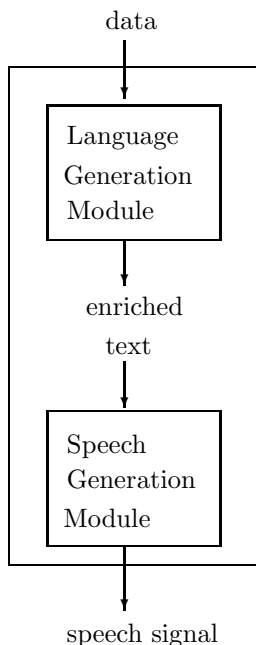 data
Language
Generation
Module
enriched
text
Speech
Generation
Module
speech signal